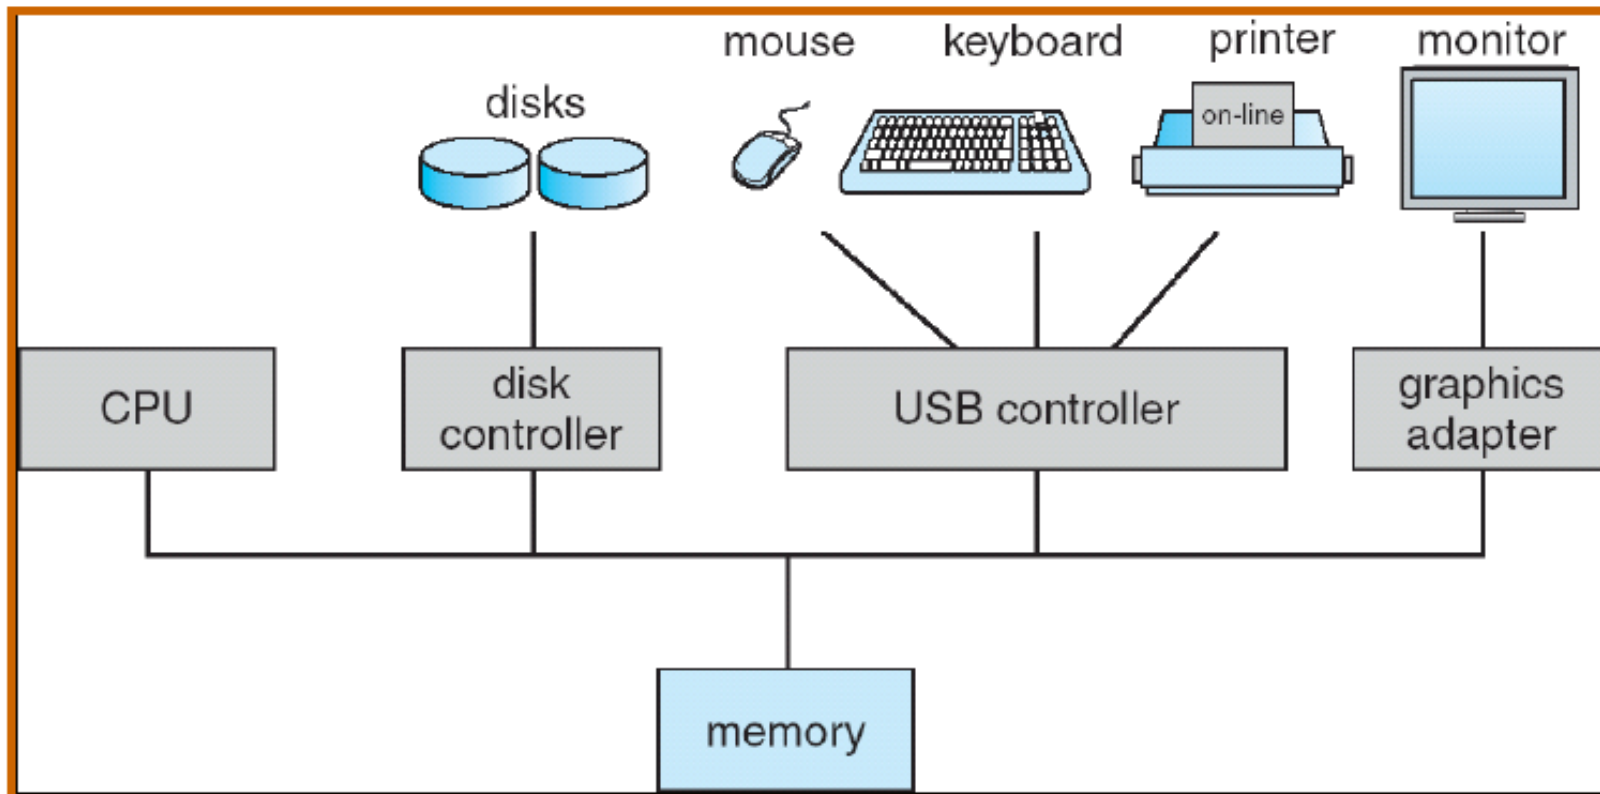 mouse
keyboard
printer
monitor
disks
on-line
CPU
disk
controller
USB controller
graphics
adapter
memory